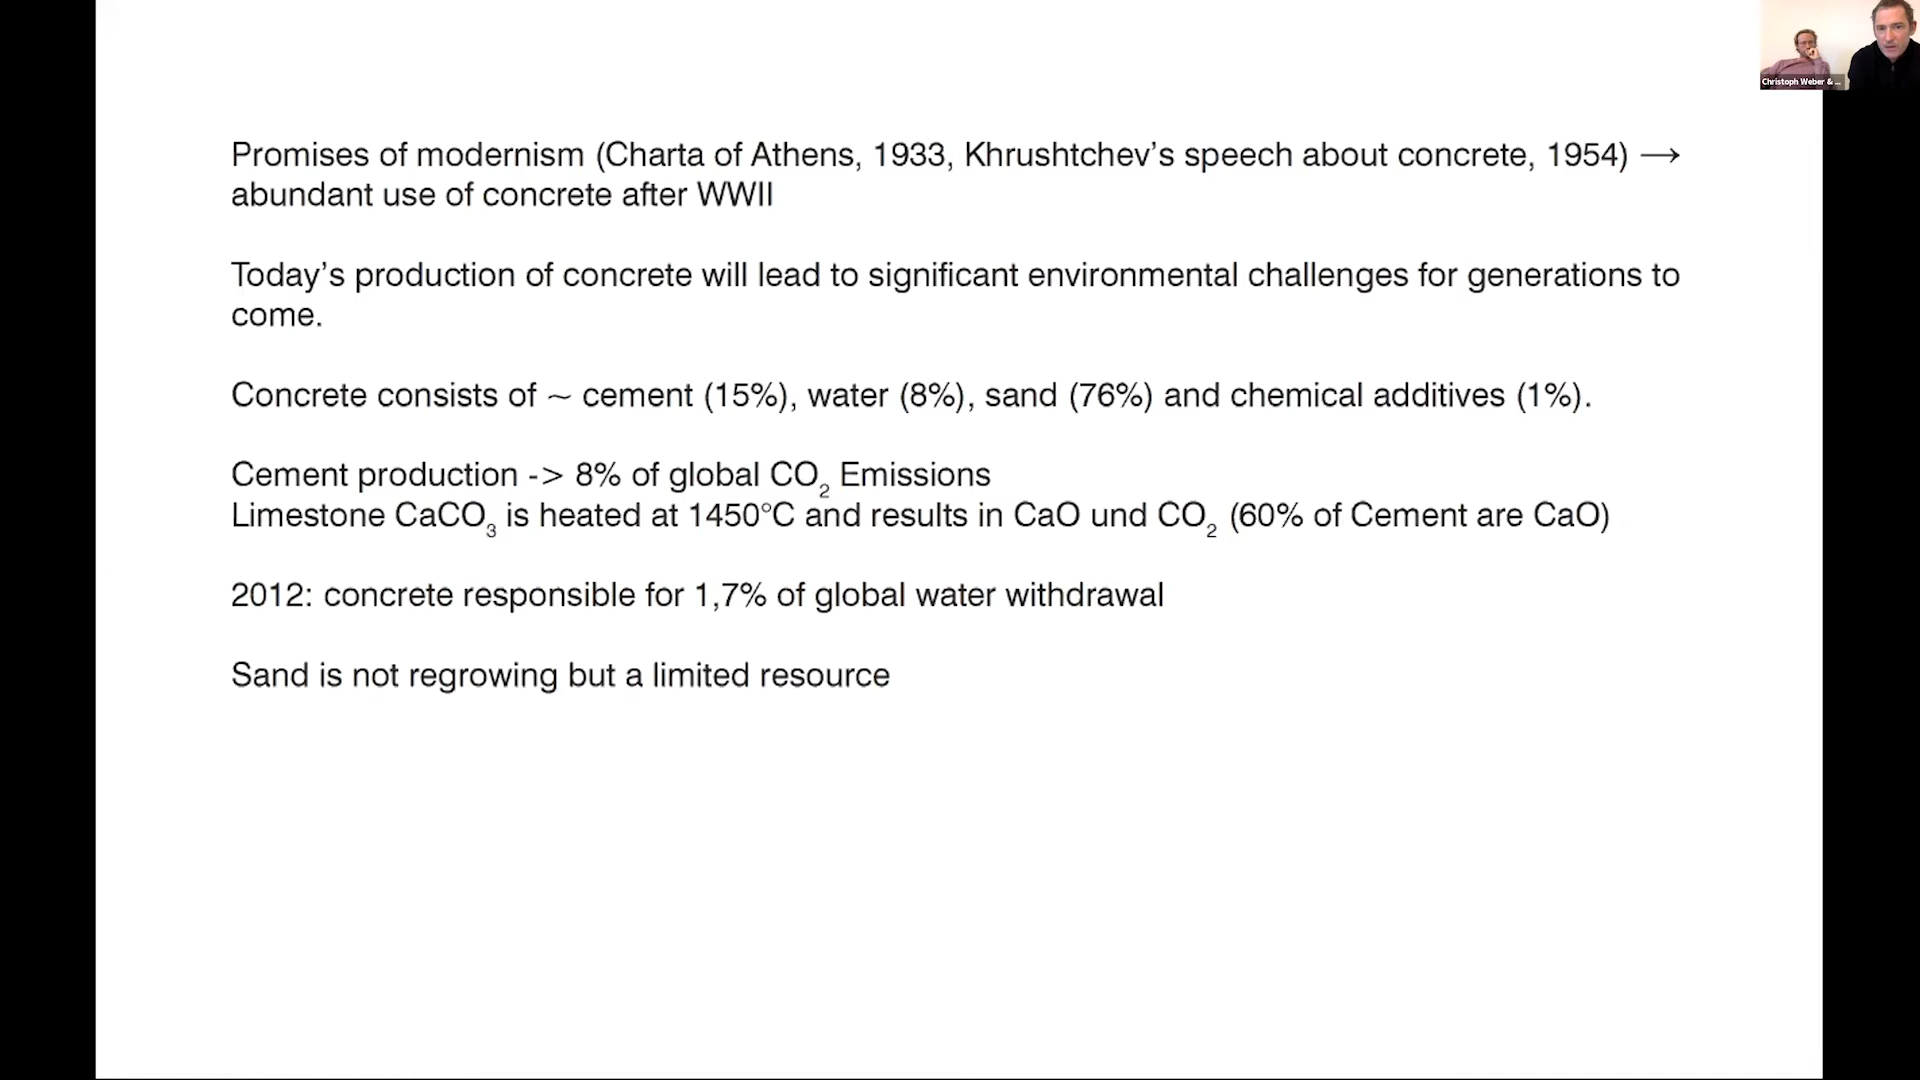 Christoph Weber & ...
Promises of modernism (Charta of Athens, 1933, Khrushtchev’s speech about concrete, 1954) →
abundant use of concrete after WWII
Today’s production of concrete will lead to significant environmental challenges for generations to
come.
Concrete consists of ~ cement (15%), water (8%), sand (76%) and chemical additives (1%).
Cement production -> 8% of global CO₂ Emissions
Limestone CaCO₃ is heated at 1450°C and results in CaO und CO₂ (60% of Cement are CaO)
2012: concrete responsible for 1,7% of global water withdrawal
Sand is not regrowing but a limited resource